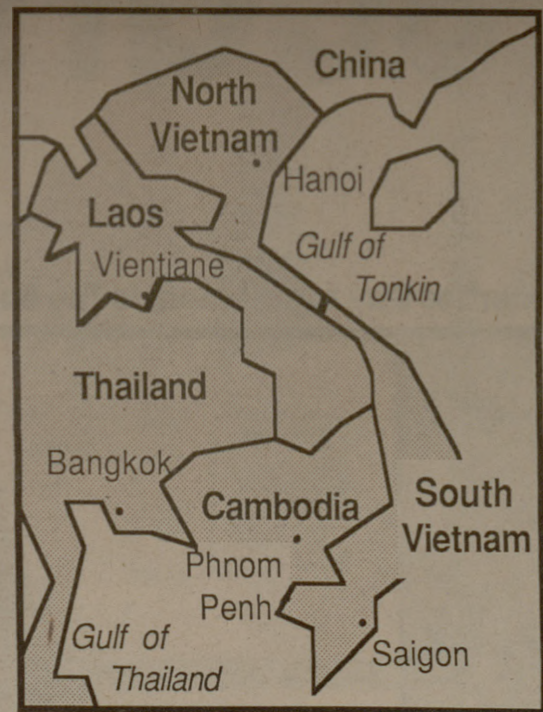 China
North
Vietnam
Hanoi
Laos
Gulf of
Tonkin
Vientiane
Thailand
Bangkok
South
Vietnam
Cambodia
Phnom
Penh
Gulf of
Thailand
Saigon